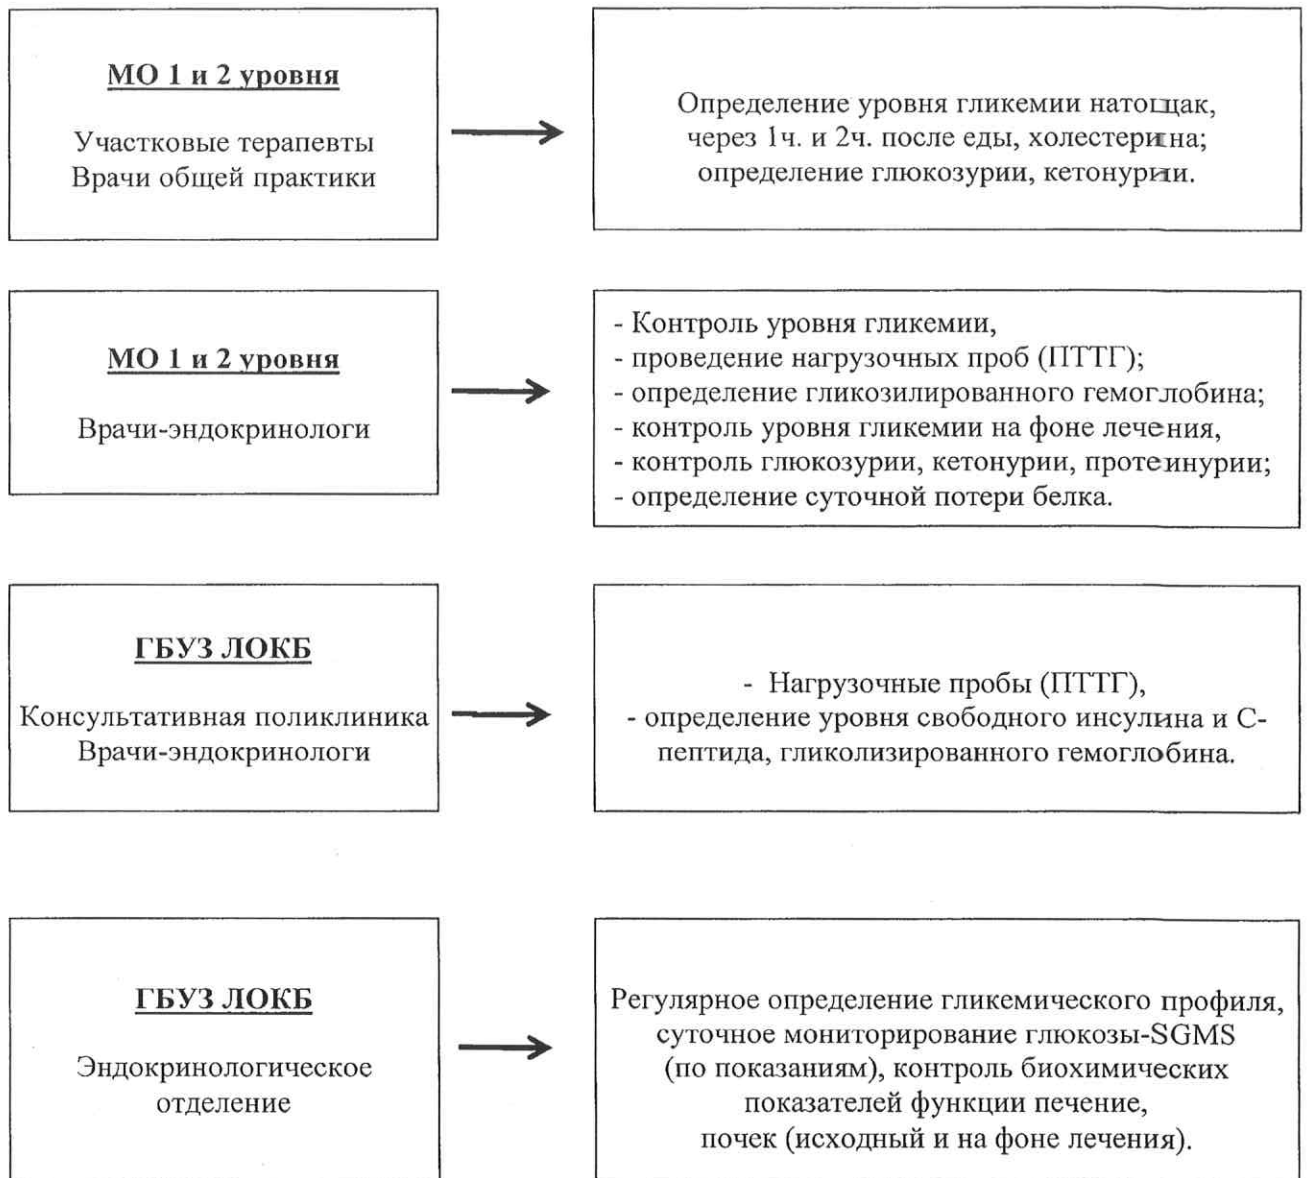 МО 1 и 2 уровня
Участковые терапевты
Врачи общей практики
Определение уровня гликемии натощак,
через 1ч. и 2ч. после еды, холестерина;
определение глюкозурии, кетонурии.
МО 1 и 2 уровня
Врачи-эндокринологи
- Контроль уровня гликемии,
- проведение нагрузочных проб (ПТТГ);
- определение гликозилированного гемоглобина;
- контроль уровня гликемии на фоне лечения,
- контроль глюкозурии, кетонурии, протеинурии;
- определение суточной потери белка.
ГБУЗ ЛОКБ
Консультативная поликлиника
Врачи-эндокринологи
- Нагрузочные пробы (ПТТГ),
- определение уровня свободного инсулина и С-
пептида, гликолизированного гемоглобина.
ГБУЗ ЛОКБ
Эндокринологическое
отделение
Регулярное определение гликемического профиля,
суточное мониторирование глюкозы-SGMS
(по показаниям), контроль биохимических
показателей функции печение,
почек (исходный и на фоне лечения).